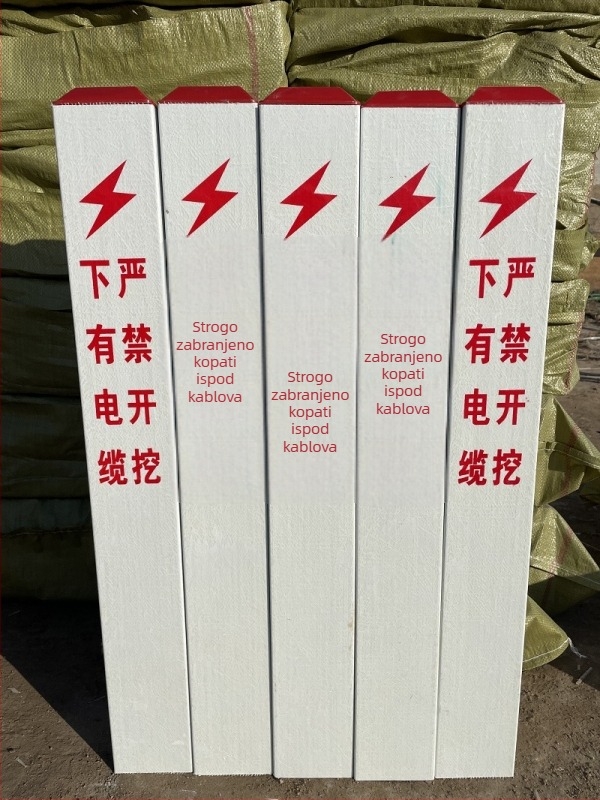 严禁开挖
下有电缆
Strogo
zabranjeno
kopati
ispod
kablova
Strogo
zabranjeno
kopati
ispod
kablova
Strogo
zabranjeno
kopati
ispod
kablova
严禁开挖
下有电缆